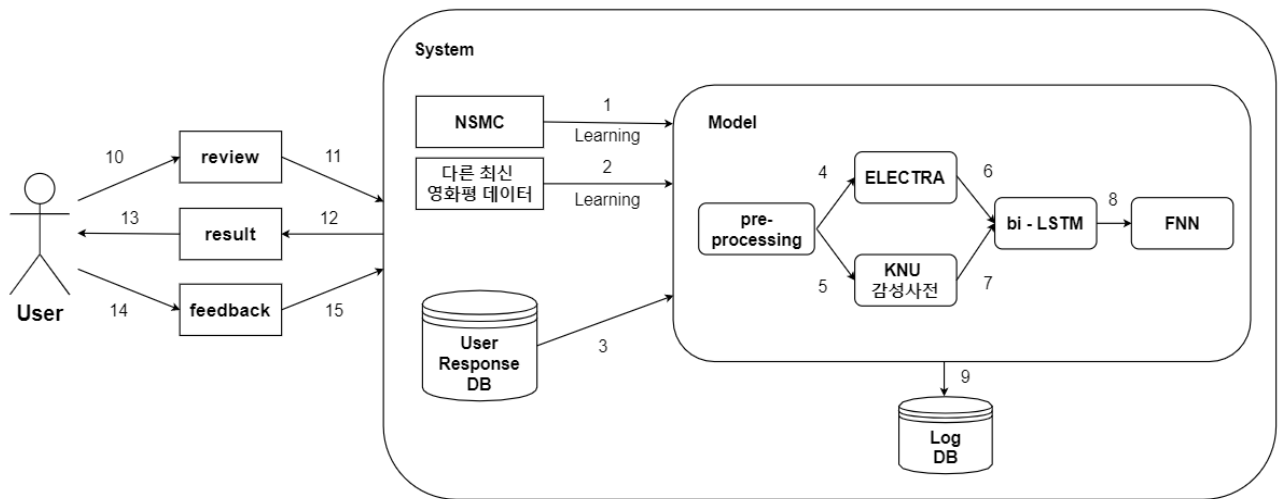 System
NSMC
1
Learning
다른 최신
영화평 데이터
2
Learning
User
Response
DB
3
Model
pre-
processing
4
ELECTRA
6
5
KNU
감성사전
7
bi - LSTM
8
FNN
9
Log
DB
10
review
11
13
result
12
14
feedback
15
User